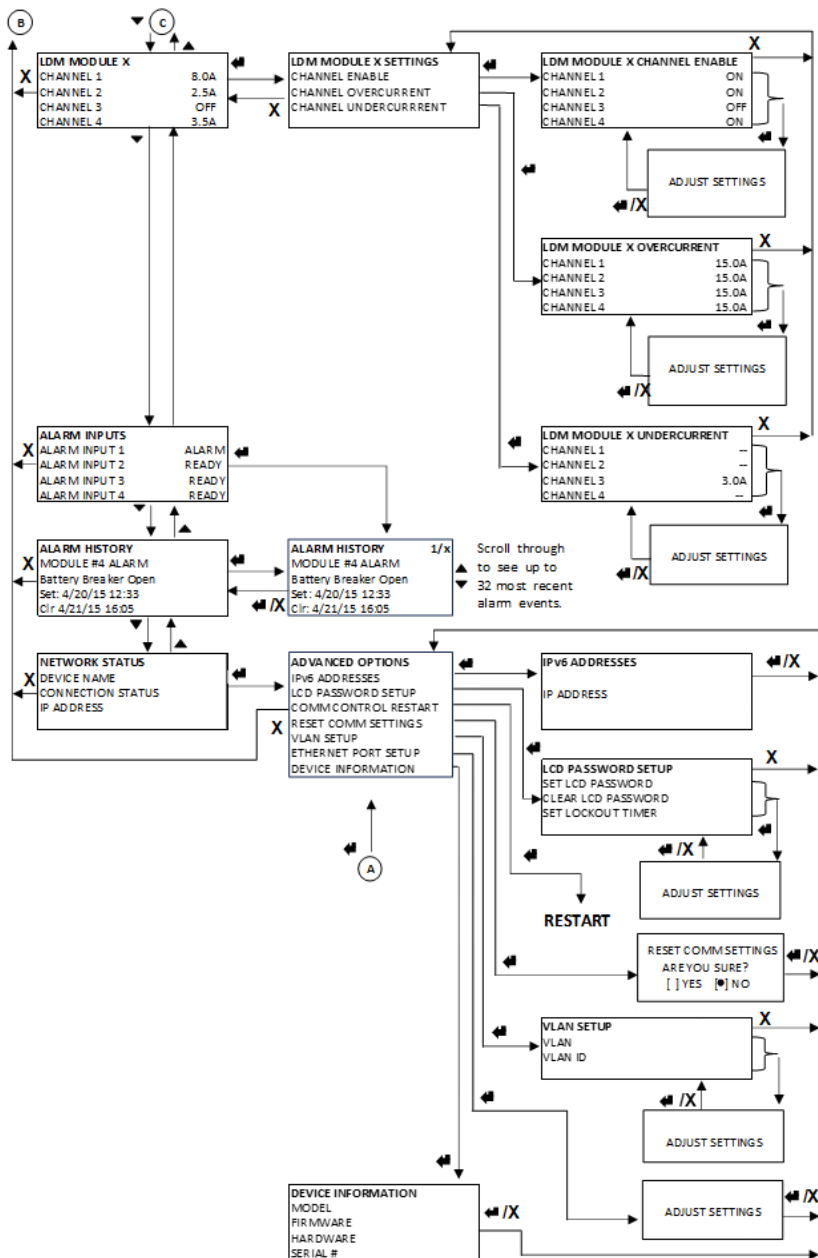 B
C
LDM MODULE X
CHANNEL 1 8.0A
CHANNEL 2 2.5A
CHANNEL 3 OFF
CHANNEL 4 3.5A
X
X
LDM MODULE X SETTINGS
CHANNEL ENABLE
CHANNEL OVERCURRENT
CHANNEL UNDERCURRRENT
LDM MODULE X CHANNEL ENABLE
CHANNEL 1 ON
CHANNEL 2 ON
CHANNEL 3 OFF
CHANNEL 4 ON
X
ADJUST SETTINGS
/X
LDM MODULE X OVERCURRENT
CHANNEL 1 15.0A
CHANNEL 2 15.0A
CHANNEL 3 15.0A
CHANNEL 4 15.0A
X
ADJUST SETTINGS
/X
LDM MODULE X UNDERCURRENT
CHANNEL 1 --
CHANNEL 2 --
CHANNEL 3 3.0A
CHANNEL 4 --
X
ADJUST SETTINGS
/X
ALARM INPUTS
ALARM INPUT 1 ALARM
ALARM INPUT 2 READY
ALARM INPUT 3 READY
ALARM INPUT 4 READY
X
ALARM HISTORY
MODULE #4 ALARM
Battery Breaker Open
Set: 4/20/15 12:33
Clr 4/21/15 16:05
X
/X
ALARM HISTORY 1/x
MODULE #4 ALARM
Battery Breaker Open
Set: 4/20/15 12:33
Clr: 4/21/15 16:05
Scroll through
to see up to
32 most recent
alarm events.
NETWORK STATUS
DEVICE NAME
CONNECTION STATUS
IP ADDRESS
X
X
ADVANCED OPTIONS
IPv6 ADDRESSES
LCD PASSWORD SETUP
COMM CONTROL RESTART
RESET COMM SETTINGS
VLAN SETUP
ETHERNET PORT SETUP
DEVICE INFORMATION
A
IPv6 ADDRESSES
IP ADDRESS
/X
LCD PASSWORD SETUP
SET LCD PASSWORD
CLEAR LCD PASSWORD
SET LOCKOUT TIMER
X
/X
ADJUST SETTINGS
RESTART
RESET COMM SETTINGS
ARE YOU SURE?
[ ] YES [●] NO
/X
VLAN SETUP
VLAN
VLAN ID
X
/X
ADJUST SETTINGS
ADJUST SETTINGS
/X
DEVICE INFORMATION
MODEL
FIRMWARE
HARDWARE
SERIAL #
/X